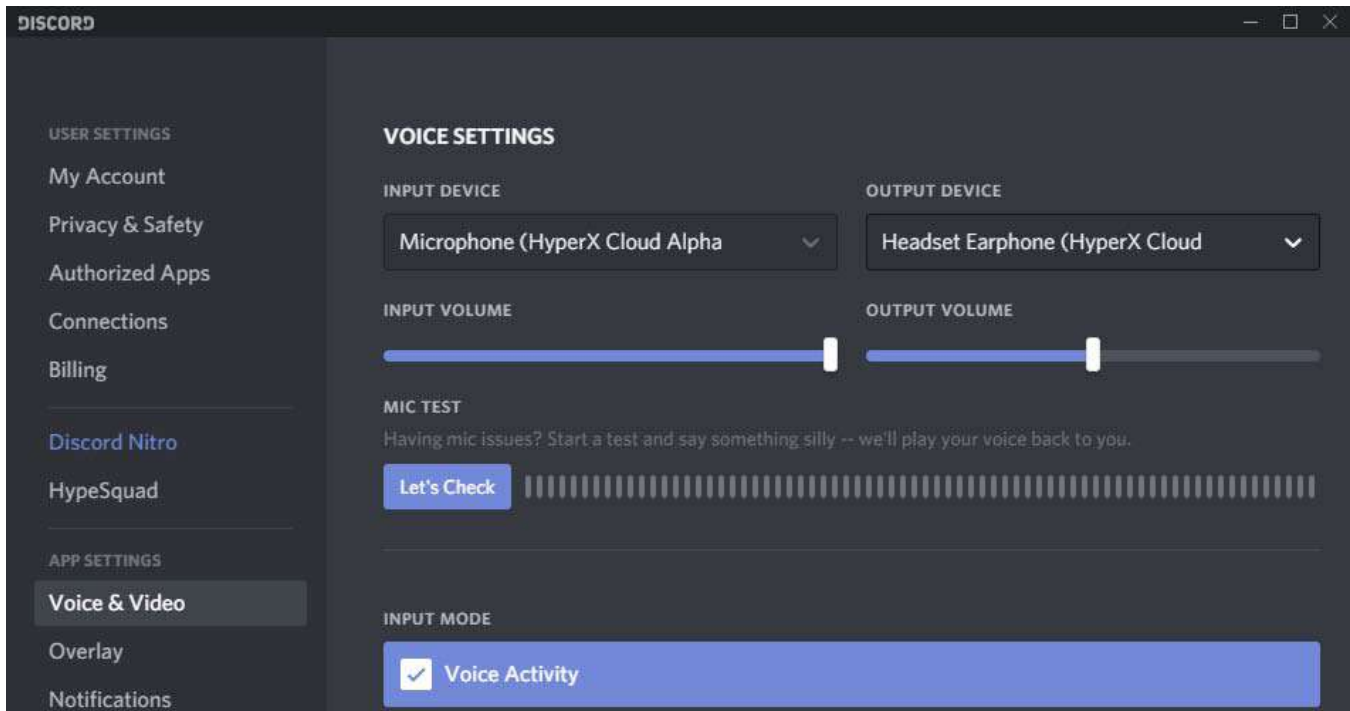 DISCORD
USER SETTINGS
My Account
Privacy & Safety
Authorized Apps
Connections
Billing
Discord Nitro
HypeSquad
APP SETTINGS
Voice & Video
Overlay
Notifications
VOICE SETTINGS
INPUT DEVICE
Microphone (HyperX Cloud Alpha
OUTPUT DEVICE
Headset Earphone (HyperX Cloud
INPUT VOLUME
OUTPUT VOLUME
MIC TEST
Having mic issues? Start a test and say something silly -- we'll play your voice back to you.
Let's Check
INPUT MODE
Voice Activity